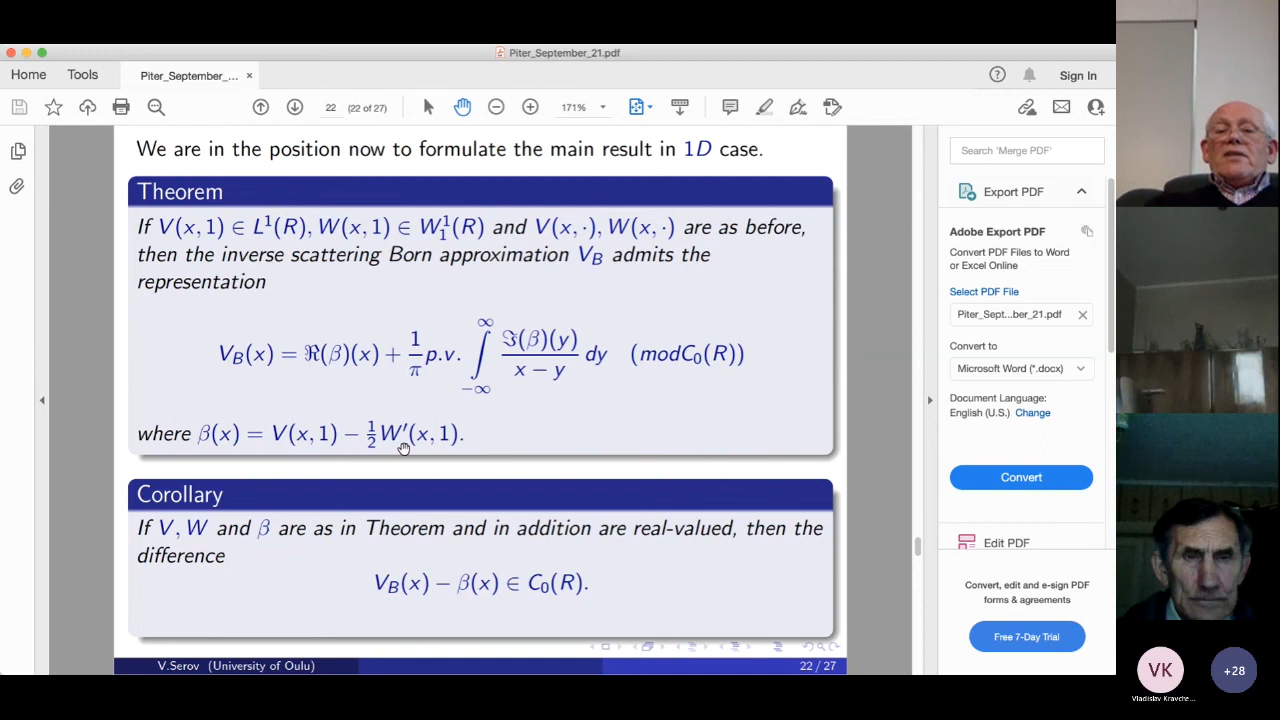 Piter_September_21.pdf
Home Tools Piter_September_... × Sign In
22 (22 of 27) 171%
We are in the position now to formulate the main result in 1D case.
Theorem
If V(x, 1) ∈ L¹(R), W(x, 1) ∈ W₁¹(R) and V(x, ·), W(x, ·) are as before,
then the inverse scattering Born approximation V_B admits the
representation
V_B(x) = ℜ(β)(x) + 1/π p.v. ∫_{−∞}^{∞} ℑ(β)(y)/(x − y) dy (modC₀(R))
where β(x) = V(x, 1) − ½W′(x, 1).
Corollary
If V, W and β are as in Theorem and in addition are real-valued, then the
difference
V_B(x) − β(x) ∈ C₀(R).
V.Serov (University of Oulu) 22 / 27
Search 'Merge PDF'
Export PDF
Adobe Export PDF
Convert PDF Files to Word
or Excel Online
Select PDF File
Piter_Sept...ber_21.pdf ×
Convert to
Microsoft Word (*.docx)
Document Language:
English (U.S.) Change
Convert
Edit PDF
Convert, edit and e-sign PDF
forms & agreements
Free 7-Day Trial
VK +28
Vladislav Kravche...